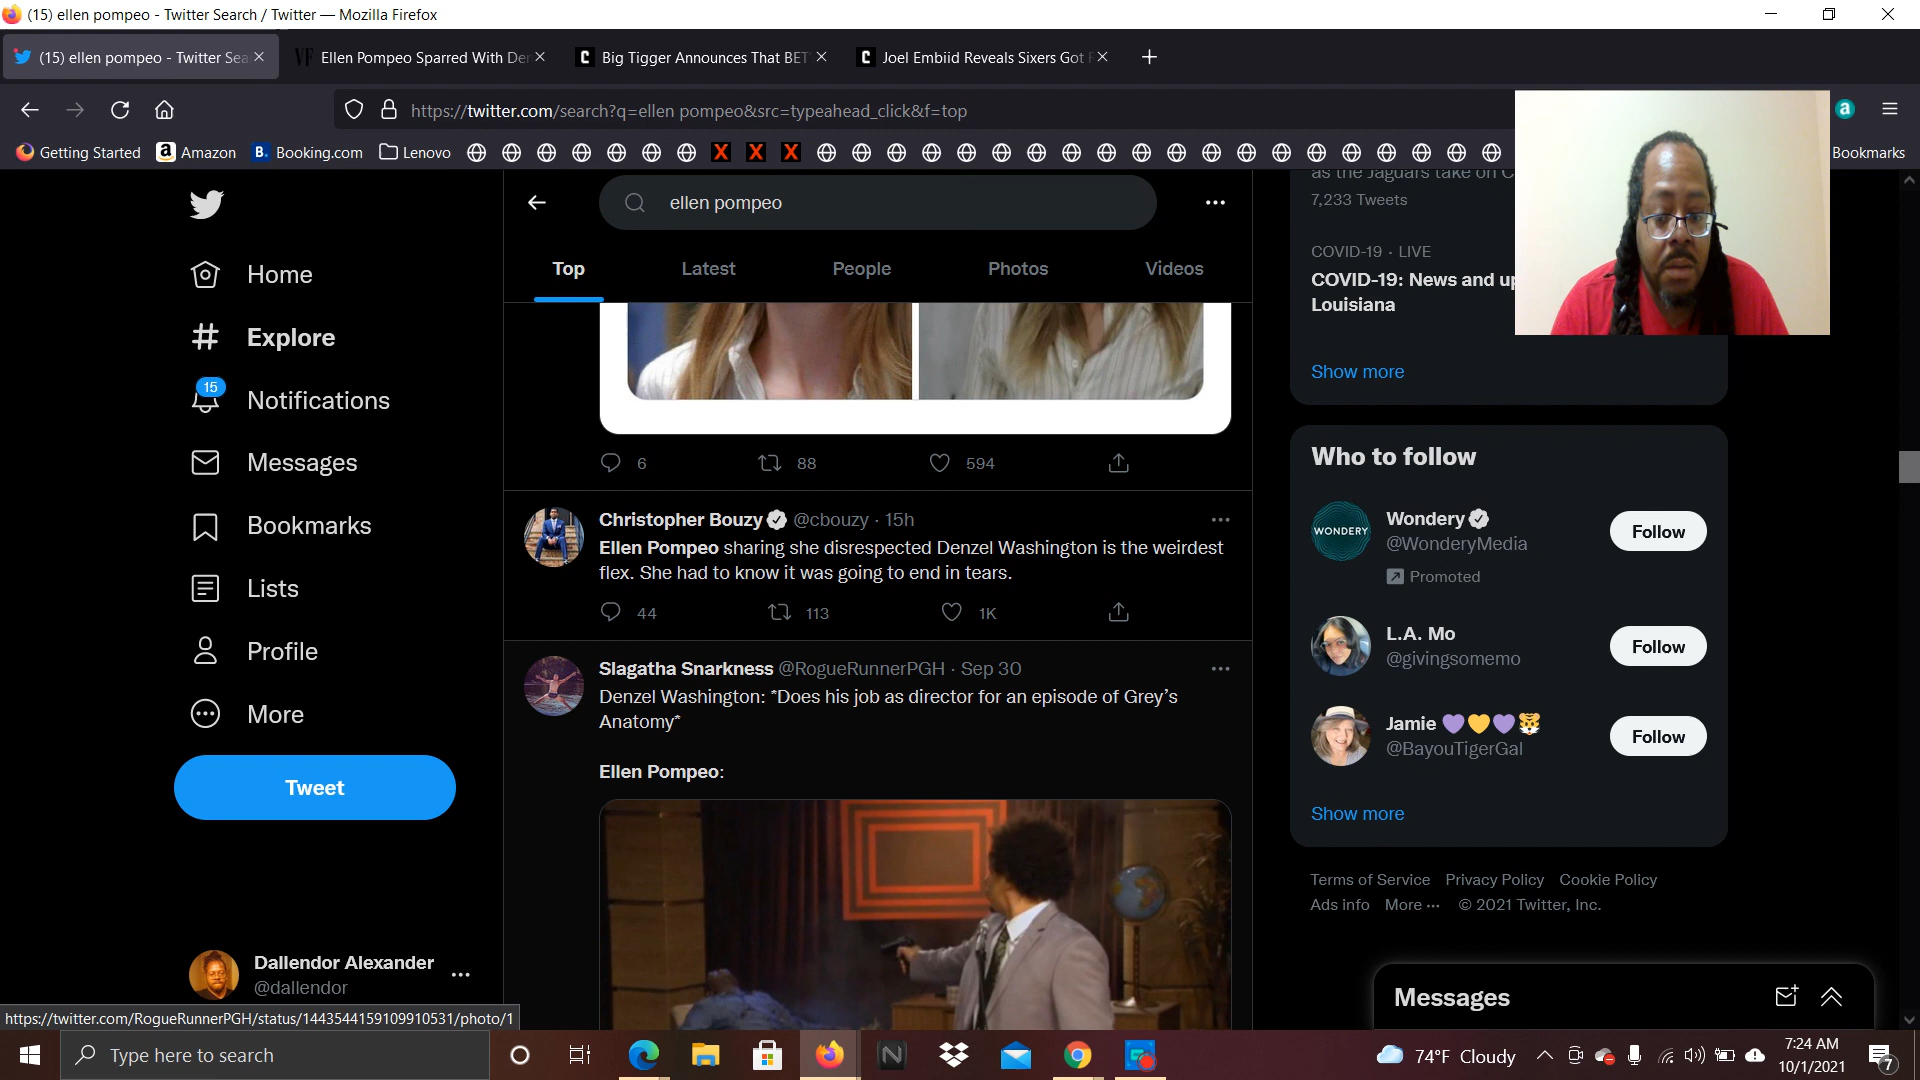 (15) ellen pompeo - Twitter Search / Twitter — Mozilla Firefox
(15) ellen pompeo - Twitter Sea
Ellen Pompeo Sparred With Den
Big Tigger Announces That BET
Joel Embiid Reveals Sixers Got F
https://twitter.com/search?q=ellen pompeo&src=typeahead_click&f=top
Getting Started
Amazon
Booking.com
Lenovo
Bookmarks
ellen pompeo
Top
Latest
People
Photos
Videos
Home
Explore
15
Notifications
Messages
Bookmarks
Lists
Profile
More
Tweet
Dallendor Alexander
@dallendor
https://twitter.com/RogueRunnerPGH/status/1443544159109910531/photo/1
6
88
594
Christopher Bouzy @cbouzy · 15h
Ellen Pompeo sharing she disrespected Denzel Washington is the weirdest
flex. She had to know it was going to end in tears.
44
113
1K
Slagatha Snarkness @RogueRunnerPGH · Sep 30
Denzel Washington: *Does his job as director for an episode of Grey's
Anatomy*
Ellen Pompeo:
as the Jaguars take on C
7,233 Tweets
COVID-19 · LIVE
COVID-19: News and up
Louisiana
Show more
Who to follow
WONDERY
Wondery
@WonderyMedia
Promoted
Follow
L.A. Mo
@givingsomemo
Follow
Jamie 💜💛💜🐯
@BayouTigerGal
Follow
Show more
Terms of Service Privacy Policy Cookie Policy
Ads info More ··· © 2021 Twitter, Inc.
Messages
Type here to search
74°F Cloudy
7:24 AM
10/1/2021
7